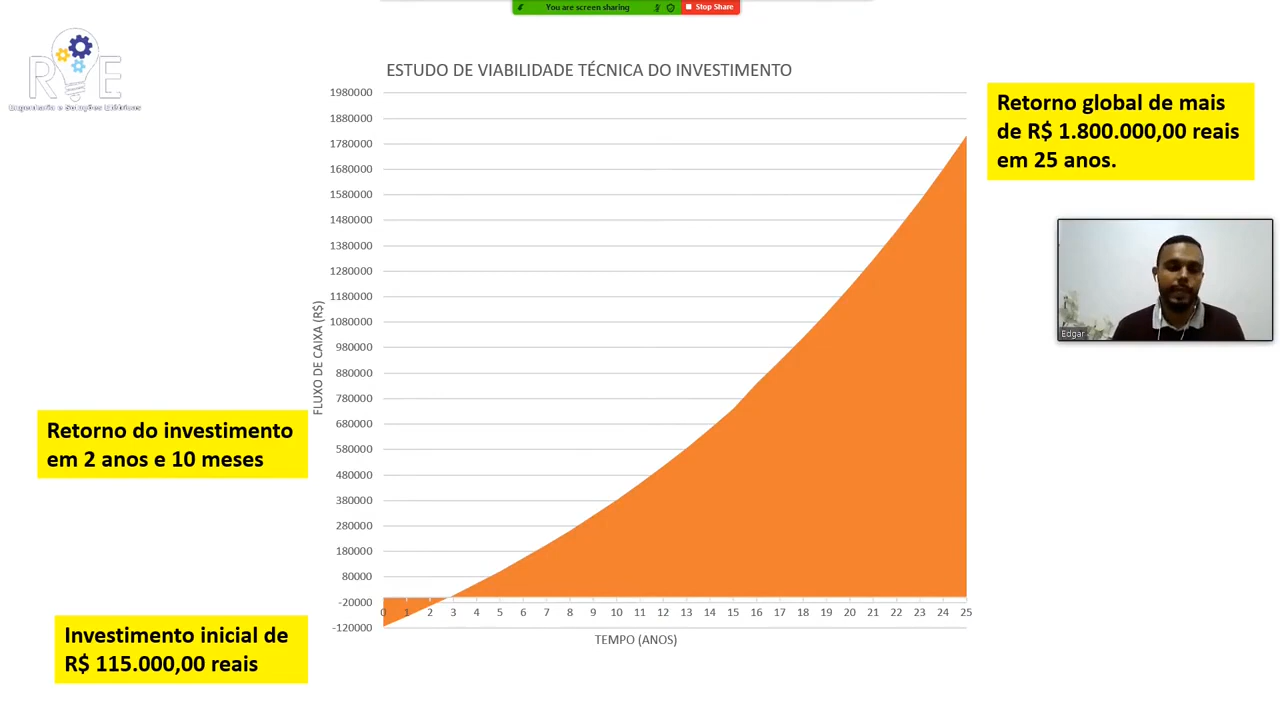 You are screen sharing
Stop Share
R E
Engenharia e Soluções Elétricas
ESTUDO DE VIABILIDADE TÉCNICA DO INVESTIMENTO
1980000
1880000
1780000
1680000
1580000
1480000
1380000
1280000
1180000
1080000
980000
880000
780000
680000
580000
480000
380000
280000
180000
80000
-20000
-120000
FLUXO DE CAIXA (R$)
0 1 2 3 4 5 6 7 8 9 10 11 12 13 14 15 16 17 18 19 20 21 22 23 24 25
TEMPO (ANOS)
Retorno global de mais
de R$ 1.800.000,00 reais
em 25 anos.
Edgar
Retorno do investimento
em 2 anos e 10 meses
Investimento inicial de
R$ 115.000,00 reais